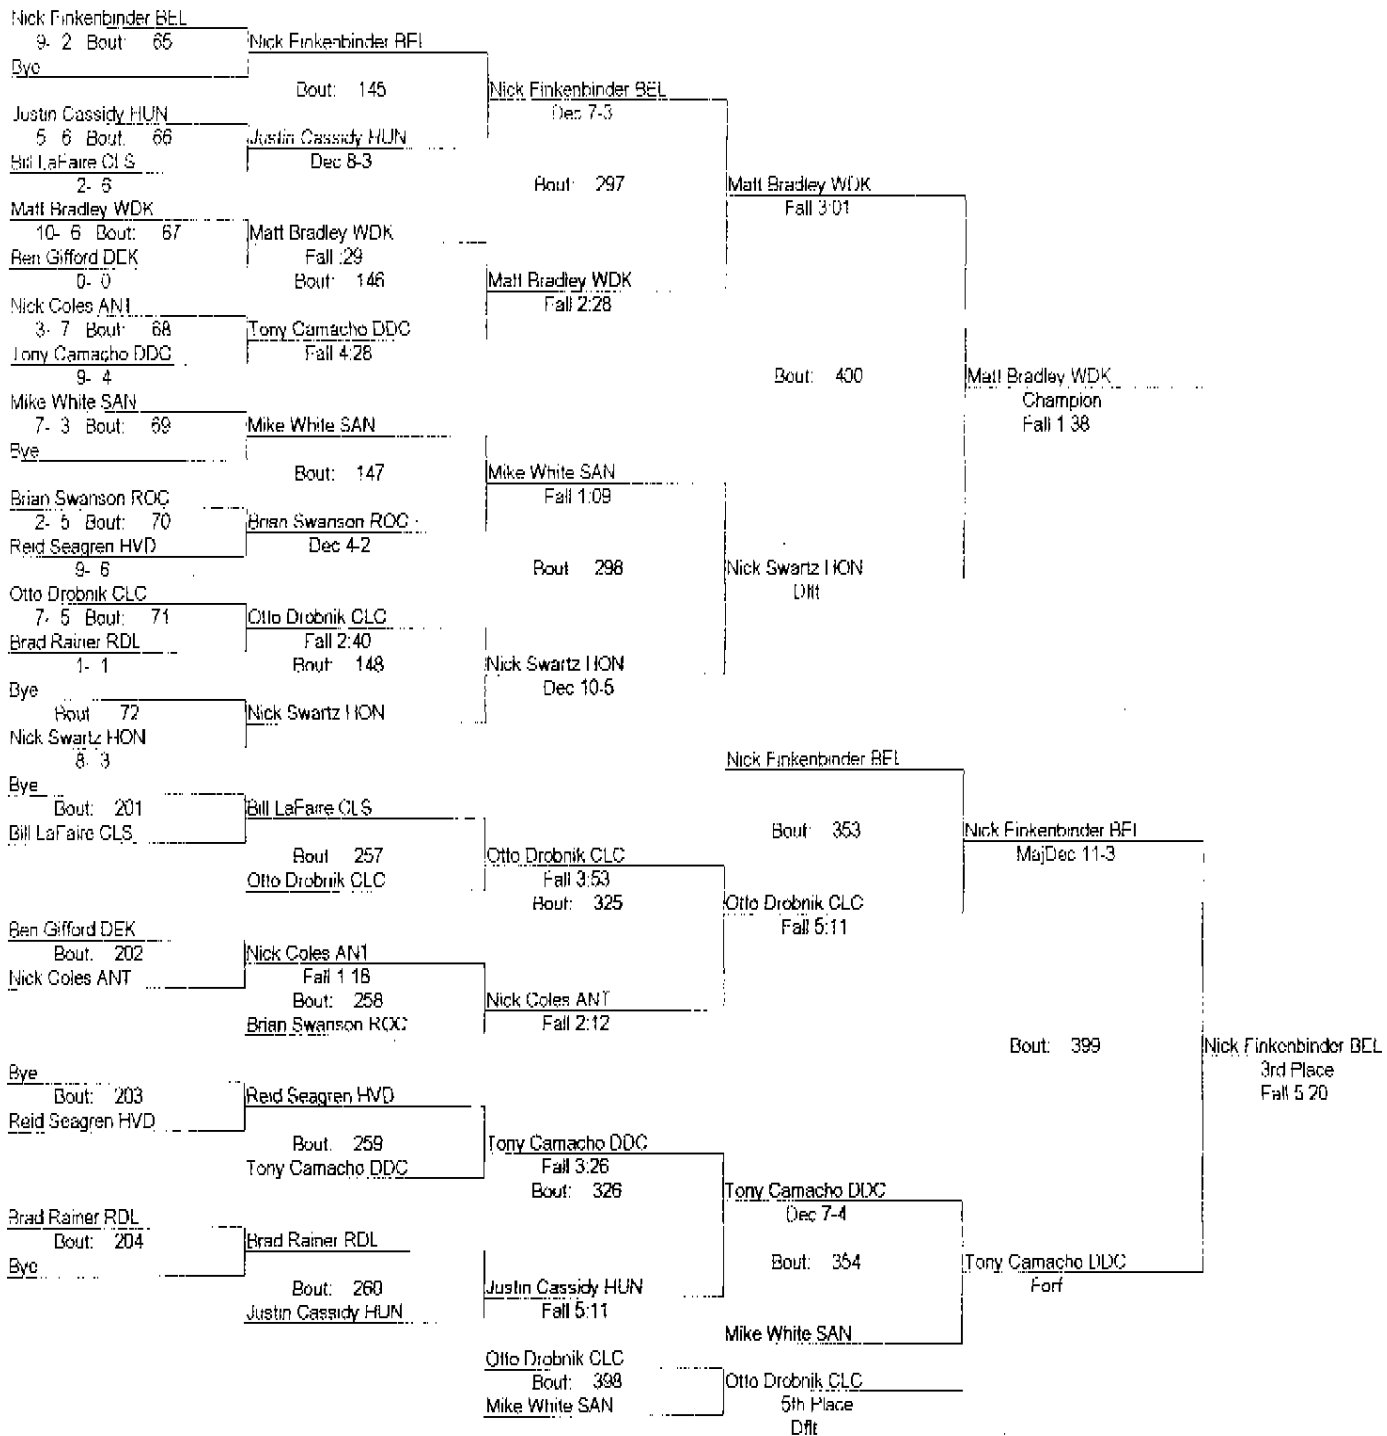 Nick Finkenbinder BEL
9- 2 Bout: 65
Nick Finkenbinder BEL
Bye
Bout: 145
Nick Finkenbinder BEL
Dec 7-3
Justin Cassidy HUN
5 6 Bout: 66
Justin Cassidy HUN
Dec 8-3
Bill LaFaire CLS
2- 6
Bout: 297
Matt Bradley WDK
Fall 3:01
Matt Bradley WDK
10- 6 Bout: 67
Matt Bradley WDK
Fall :29
Ben Gifford DEK
0- 0
Bout: 146
Matt Bradley WDK
Fall 2:28
Nick Coles ANT
3- 7 Bout: 68
Tony Camacho DDC
Fall 4:28
Tony Camacho DDC
9- 4
Bout: 400
Matt Bradley WDK
Champion
Fall 1:38
Mike White SAN
7- 3 Bout: 69
Mike White SAN
Bye
Bout: 147
Mike White SAN
Fall 1:09
Brian Swanson ROC
2- 5 Bout: 70
Brian Swanson ROC
Dec 4-2
Reid Seagren HVD
9- 6
Bout 298
Nick Swartz HON
Dflt
Otto Drobnik CLC
7- 5 Bout: 71
Otto Drobnik CLC
Fall 2:40
Brad Rainer RDL
1- 1
Bout: 148
Nick Swartz HON
Dec 10-5
Bye
Bout 72
Nick Swartz HON
Nick Swartz HON
8- 3
Nick Finkenbinder BEL
Bye
Bout: 201
Bill LaFaire CLS
Bill LaFaire CLS
Bout: 353
Nick Finkenbinder BEL
MajDec 11-3
Bout 257
Otto Drobnik CLC
Fall 3:53
Otto Drobnik CLC
Bout: 325
Otto Drobnik CLC
Fall 5:11
Ben Gifford DEK
Bout. 202
Nick Coles ANT
Fall 1:18
Nick Coles ANT
Bout: 258
Nick Coles ANT
Fall 2:12
Brian Swanson ROC
Bout: 399
Nick Finkenbinder BEL
3rd Place
Fall 5:20
Bye
Bout: 203
Reid Seagren HVD
Reid Seagren HVD
Bout. 259
Tony Camacho DDC
Fall 3:26
Tony Camacho DDC
Bout: 326
Tony Camacho DDC
Dec 7-4
Brad Rainer RDL
Bout: 204
Brad Rainer RDL
Bye
Bout: 354
Tony Camacho DDC
Forf
Bout: 260
Justin Cassidy HUN
Fall 5:11
Justin Cassidy HUN
Mike White SAN
Otto Drobnik CLC
Bout: 398
Otto Drobnik CLC
5th Place
Dflt
Mike White SAN